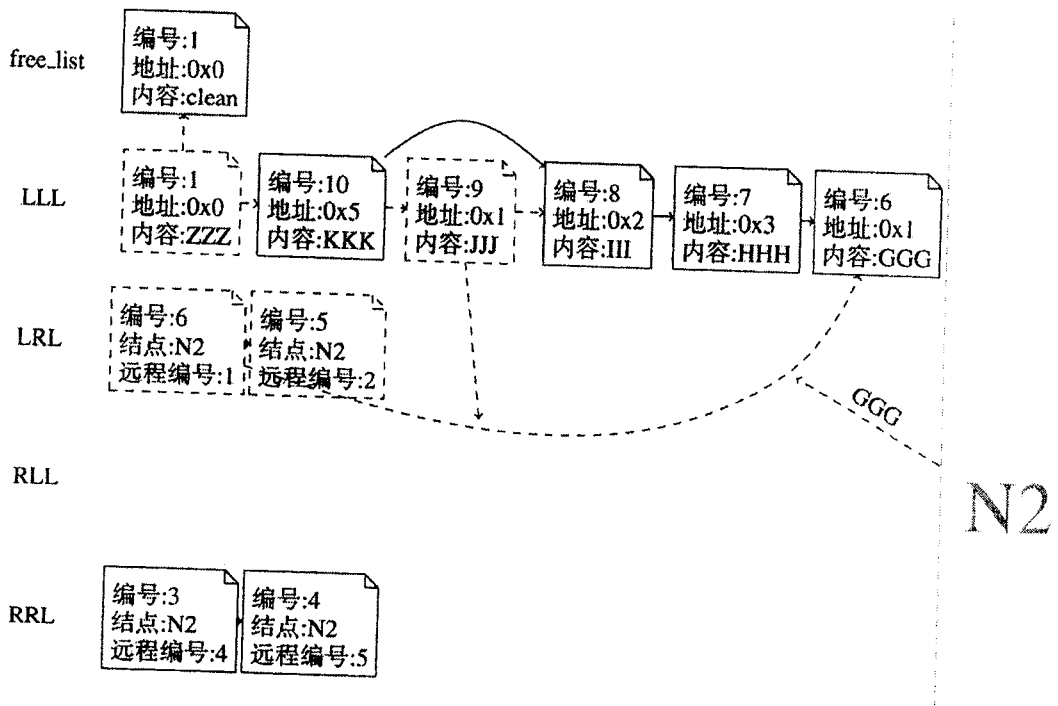 free_list
编号:1
地址:0x0
内容:clean
LLL
编号:1
地址:0x0
内容:ZZZ
编号:10
地址:0x5
内容:KKK
编号:9
地址:0x1
内容:JJJ
编号:8
地址:0x2
内容:III
编号:7
地址:0x3
内容:HHH
编号:6
地址:0x1
内容:GGG
LRL
编号:6
结点:N2
远程编号:1
编号:5
结点:N2
远程编号:2
GGG
RLL
N2
RRL
编号:3
结点:N2
远程编号:4
编号:4
结点:N2
远程编号:5